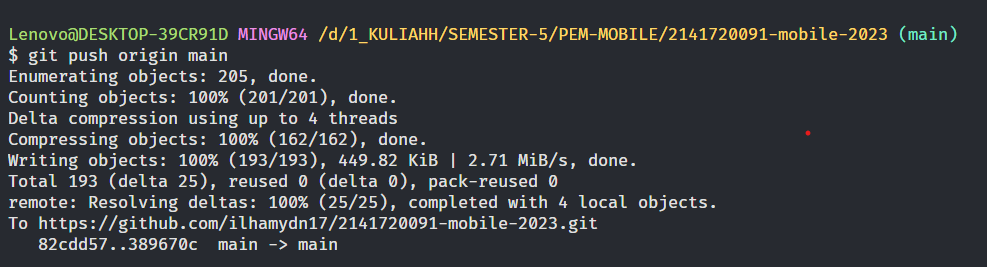 Lenovo@DESKTOP-39CR91D MINGW64 /d/1_KULIAHH/SEMESTER-5/PEM-MOBILE/2141720091-mobile-2023 (main)
$ git push origin main
Enumerating objects: 205, done.
Counting objects: 100% (201/201), done.
Delta compression using up to 4 threads
Compressing objects: 100% (162/162), done.
Writing objects: 100% (193/193), 449.82 KiB | 2.71 MiB/s, done.
Total 193 (delta 25), reused 0 (delta 0), pack-reused 0
remote: Resolving deltas: 100% (25/25), completed with 4 local objects.
To https://github.com/ilhamydn17/2141720091-mobile-2023.git
   82cdd57..389670c  main -> main